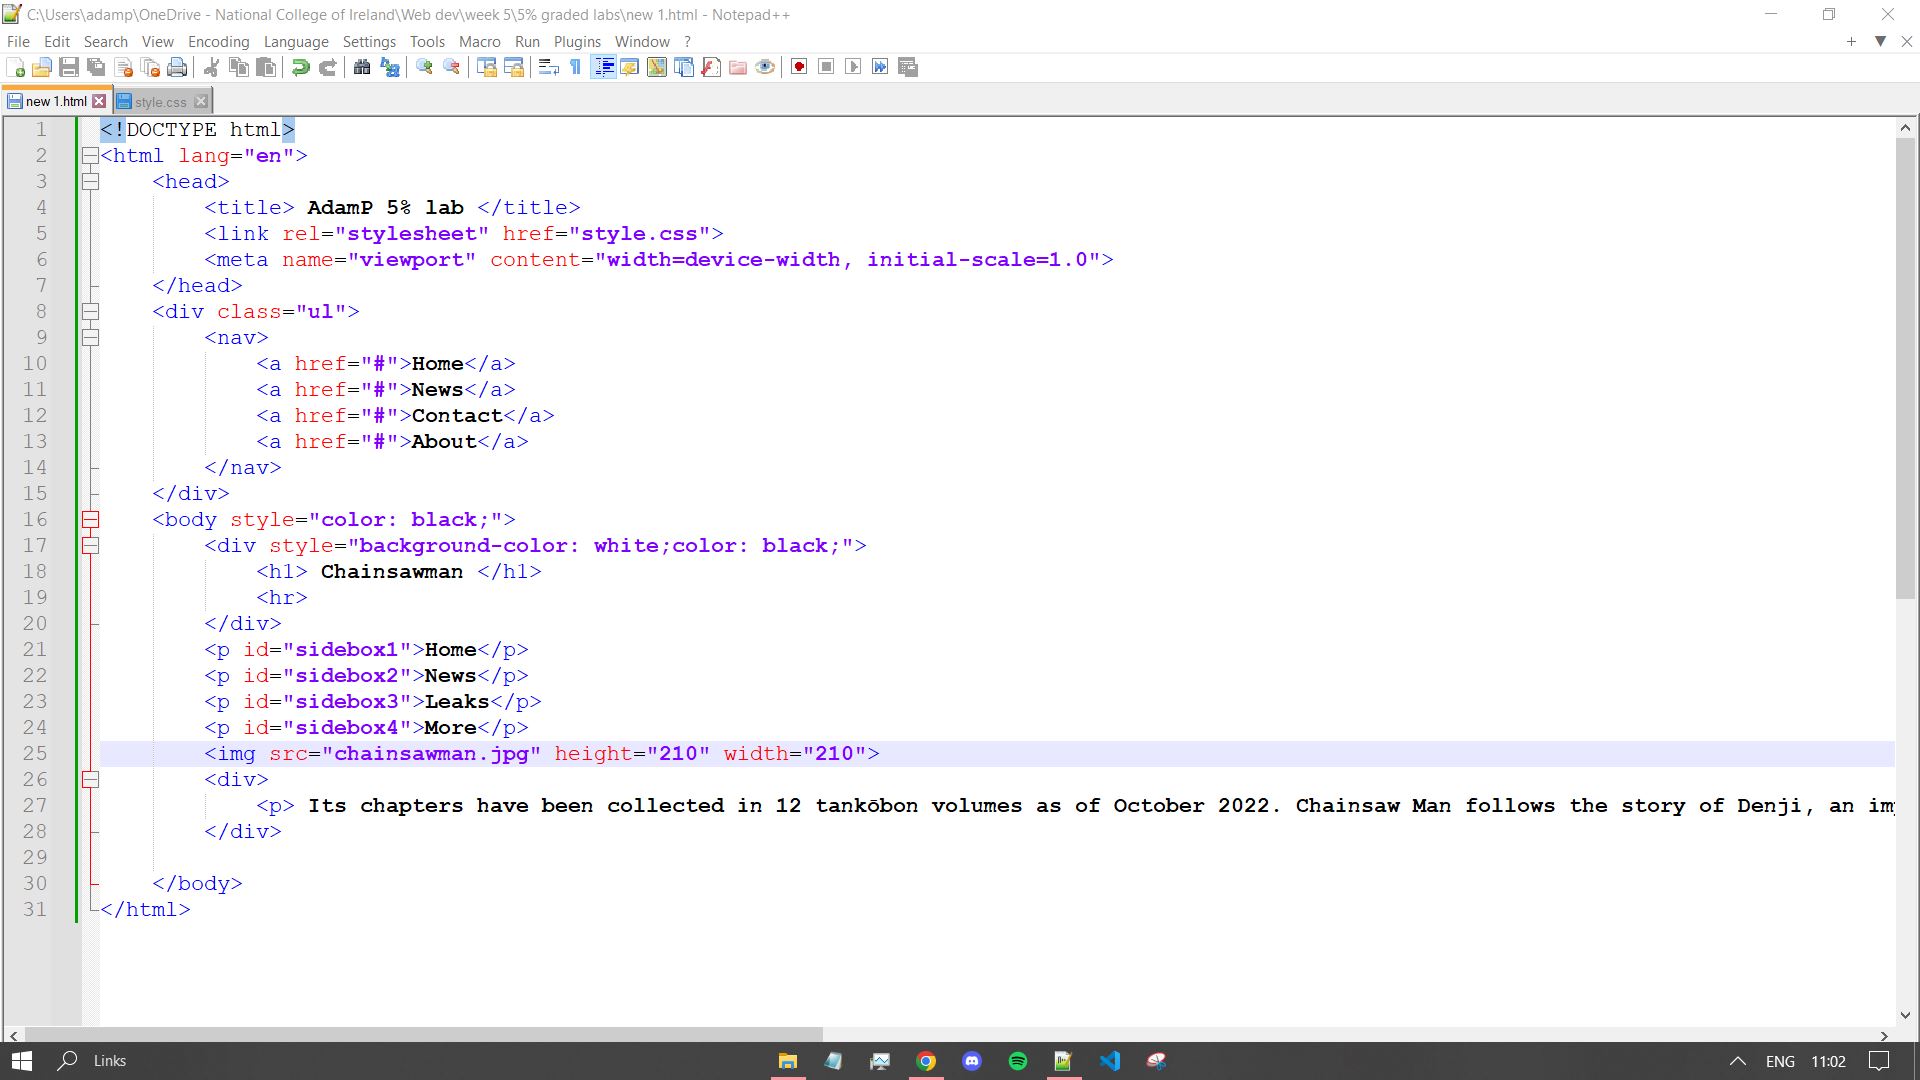 C:\Users\adamp\OneDrive - National College of Ireland\Web dev\week 5\5% graded labs\new 1.html - Notepad++
File Edit Search View Encoding Language Settings Tools Macro Run Plugins Window ?
new 1.html style.css
1 <!DOCTYPE html>
2 <html lang="en">
3 <head>
4 <title> AdamP 5% lab </title>
5 <link rel="stylesheet" href="style.css">
6 <meta name="viewport" content="width=device-width, initial-scale=1.0">
7 </head>
8 <div class="ul">
9 <nav>
10 <a href="#">Home</a>
11 <a href="#">News</a>
12 <a href="#">Contact</a>
13 <a href="#">About</a>
14 </nav>
15 </div>
16 <body style="color: black;">
17 <div style="background-color: white;color: black;">
18 <h1> Chainsawman </h1>
19 <hr>
20 </div>
21 <p id="sidebox1">Home</p>
22 <p id="sidebox2">News</p>
23 <p id="sidebox3">Leaks</p>
24 <p id="sidebox4">More</p>
25 <img src="chainsawman.jpg" height="210" width="210">
26 <div>
27 <p> Its chapters have been collected in 12 tankōbon volumes as of October 2022. Chainsaw Man follows the story of Denji, an
28 </div>
29
30 </body>
31 </html>
Links ENG 11:02